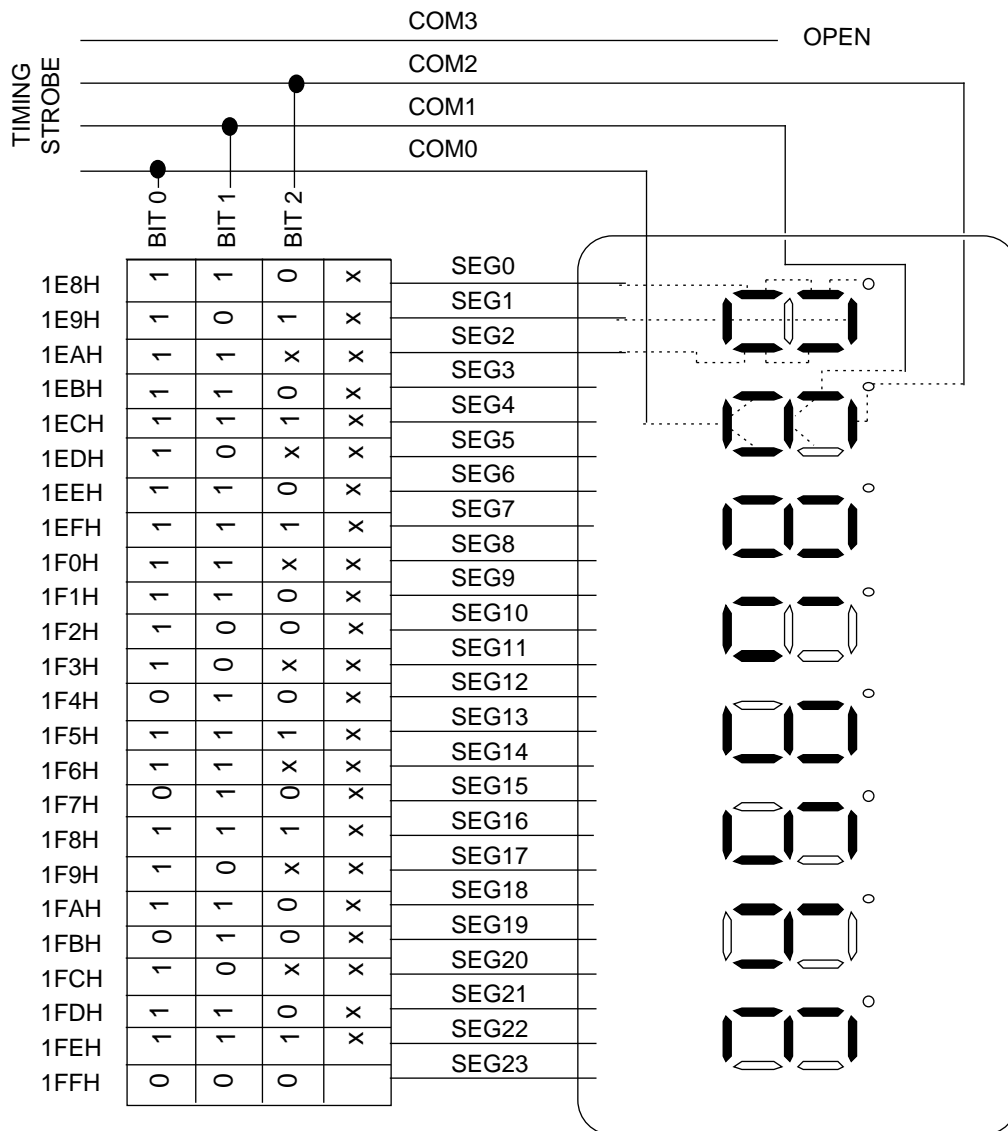 COM3
OPEN
COM2
COM1
COM0
TIMING
STROBE
BIT 0
BIT 1
BIT 2
1E8H 1 1 0 x SEG0
1E9H 1 0 1 x SEG1
1EAH 1 1 x x SEG2
1EBH 1 1 0 x SEG3
1ECH 1 1 1 x SEG4
1EDH 1 0 x x SEG5
1EEH 1 1 0 x SEG6
1EFH 1 1 1 x SEG7
1F0H 1 1 x x SEG8
1F1H 1 1 0 x SEG9
1F2H 1 0 0 x SEG10
1F3H 1 0 x x SEG11
1F4H 0 1 0 x SEG12
1F5H 1 1 1 x SEG13
1F6H 1 1 x x SEG14
1F7H 0 1 0 x SEG15
1F8H 1 1 1 x SEG16
1F9H 1 0 x x SEG17
1FAH 1 1 0 x SEG18
1FBH 0 1 0 x SEG19
1FCH 1 0 x x SEG20
1FDH 1 1 0 x SEG21
1FEH 1 1 1 x SEG22
1FFH 0 0 0 SEG23